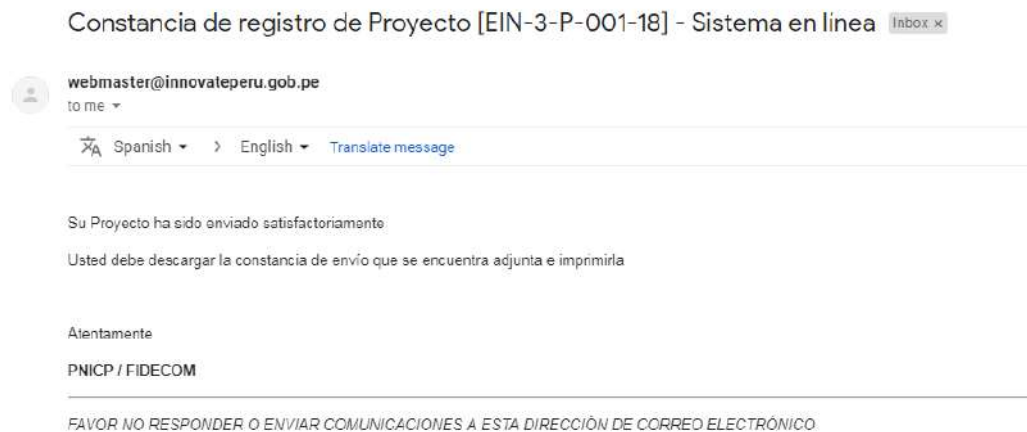 Constancia de registro de Proyecto [EIN-3-P-001-18] - Sistema en línea Inbox x
webmaster@innovateperu.gob.pe
to me
Spanish > English Translate message
Su Proyecto ha sido enviado satisfactoriamente
Usted debe descargar la constancia de envío que se encuentra adjunta e imprimirla
Atentamente
PNICP / FIDECOM
FAVOR NO RESPONDER O ENVIAR COMUNICACIONES A ESTA DIRECCIÓN DE CORREO ELECTRÓNICO